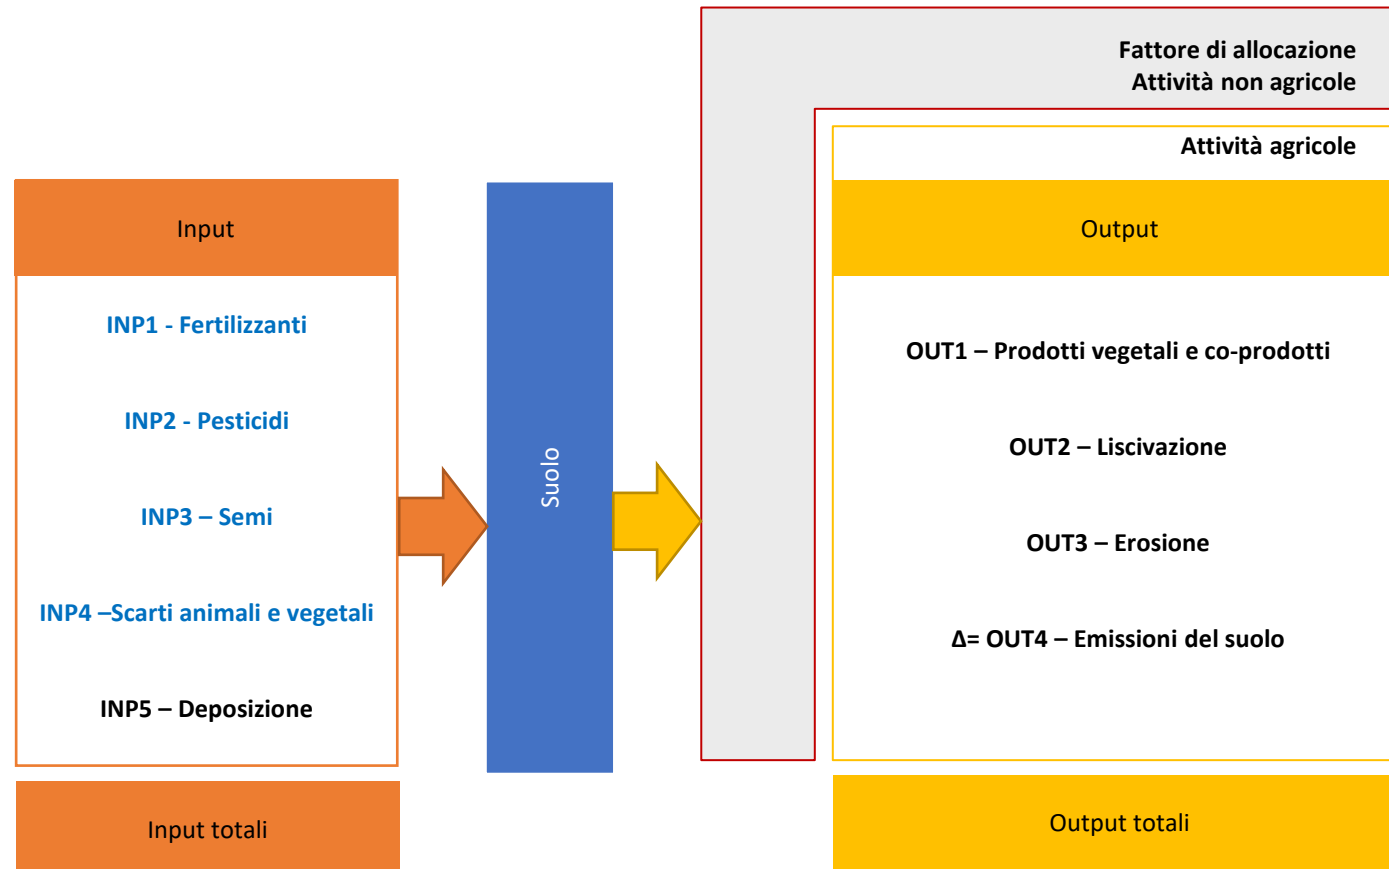 Fattore di allocazione
Attività non agricole
Attività agricole
Input
INP1 - Fertilizzanti
INP2 - Pesticidi
INP3 – Semi
INP4 –Scarti animali e vegetali
INP5 – Deposizione
Input totali
Suolo
Output
OUT1 – Prodotti vegetali e co-prodotti
OUT2 – Liscivazione
OUT3 – Erosione
Δ= OUT4 – Emissioni del suolo
Output totali